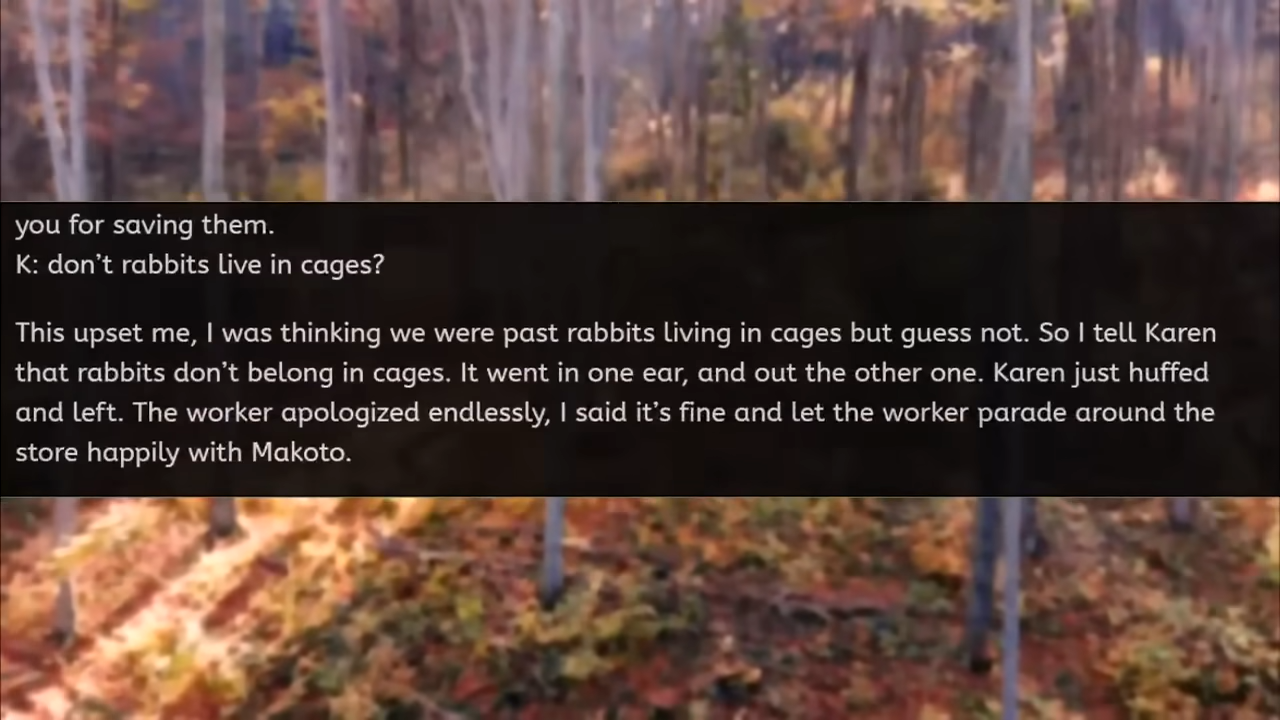 you for saving them.
K: don’t rabbits live in cages?
This upset me, I was thinking we were past rabbits living in cages but guess not. So I tell Karen
that rabbits don’t belong in cages. It went in one ear, and out the other one. Karen just huffed
and left. The worker apologized endlessly, I said it’s fine and let the worker parade around the
store happily with Makoto.